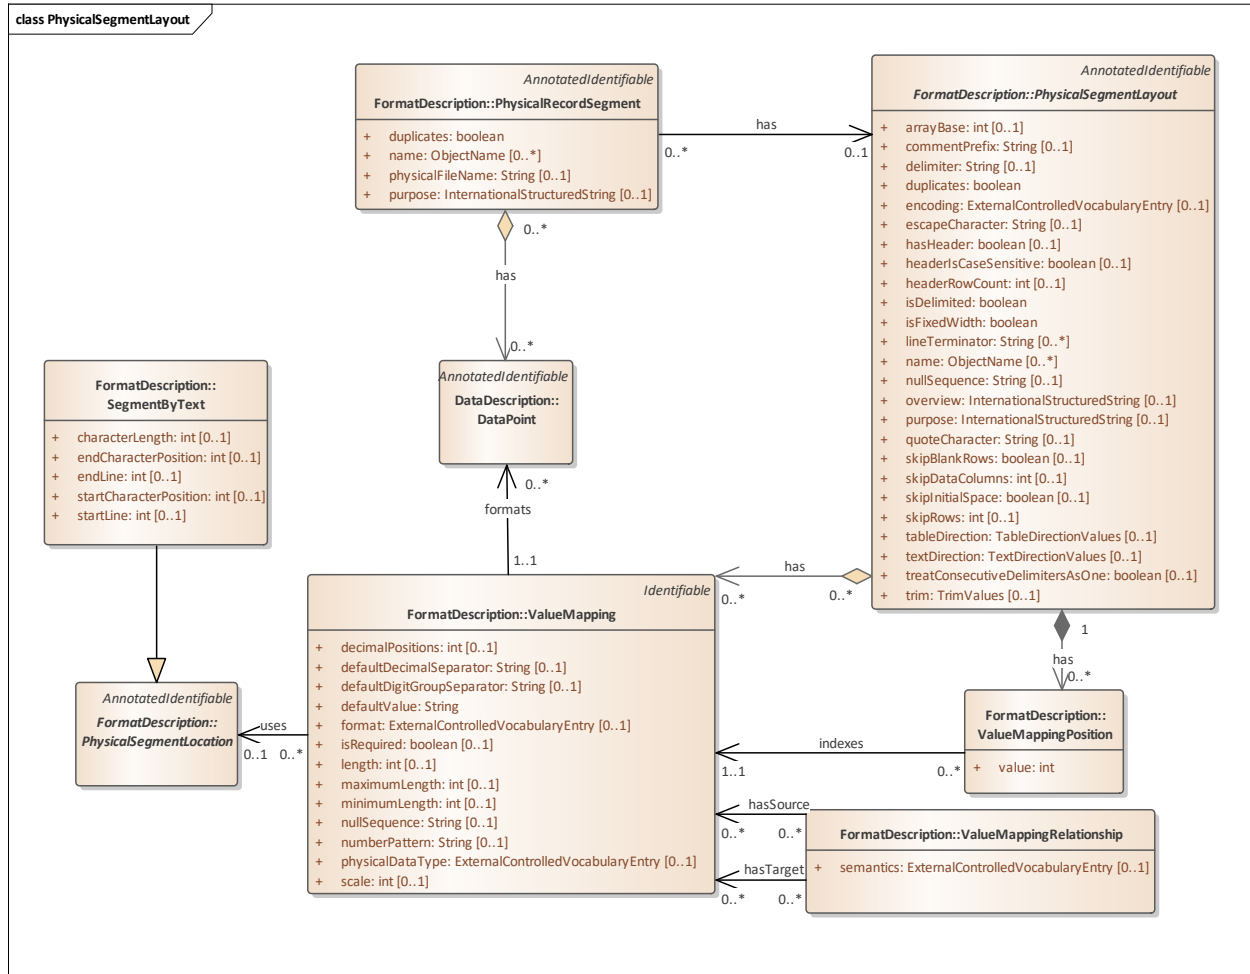 class PhysicalSegmentLayout
AnnotatedIdentifiable
FormatDescription::PhysicalRecordSegment
+ duplicates: boolean
+ name: ObjectName [0..*]
+ physicalFileName: String [0..1]
+ purpose: InternationalStructuredString [0..1]
has
0..*
0..1
AnnotatedIdentifiable
FormatDescription::PhysicalSegmentLayout
+ arrayBase: int [0..1]
+ commentPrefix: String [0..1]
+ delimiter: String [0..1]
+ duplicates: boolean
+ encoding: ExternalControlledVocabularyEntry [0..1]
+ escapeCharacter: String [0..1]
+ hasHeader: boolean [0..1]
+ headerIsCaseSensitive: boolean [0..1]
+ headerRowCount: int [0..1]
+ isDelimited: boolean
+ isFixedWidth: boolean
+ lineTerminator: String [0..*]
+ name: ObjectName [0..*]
+ nullSequence: String [0..1]
+ overview: InternationalStructuredString [0..1]
+ purpose: InternationalStructuredString [0..1]
+ quoteCharacter: String [0..1]
+ skipBlankRows: boolean [0..1]
+ skipDataColumns: int [0..1]
+ skipInitialSpace: boolean [0..1]
+ skipRows: int [0..1]
+ tableDirection: TableDirectionValues [0..1]
+ textDirection: TextDirectionValues [0..1]
+ treatConsecutiveDelimitersAsOne: boolean [0..1]
+ trim: TrimValues [0..1]
0..*
has
0..*
AnnotatedIdentifiable
DataDescription::
DataPoint
0..*
formats
1..1
FormatDescription::
SegmentByText
+ characterLength: int [0..1]
+ endCharacterPosition: int [0..1]
+ endLine: int [0..1]
+ startCharacterPosition: int [0..1]
+ startLine: int [0..1]
AnnotatedIdentifiable
FormatDescription::
PhysicalSegmentLocation
uses
0..1
0..*
Identifiable
FormatDescription::ValueMapping
+ decimalPositions: int [0..1]
+ defaultDecimalSeparator: String [0..1]
+ defaultDigitGroupSeparator: String [0..1]
+ defaultValue: String
+ format: ExternalControlledVocabularyEntry [0..1]
+ isRequired: boolean [0..1]
+ length: int [0..1]
+ maximumLength: int [0..1]
+ minimumLength: int [0..1]
+ nullSequence: String [0..1]
+ numberPattern: String [0..1]
+ physicalDataType: ExternalControlledVocabularyEntry [0..1]
+ scale: int [0..1]
has
0..*
0..*
1
has
0..*
FormatDescription::
ValueMappingPosition
+ value: int
indexes
1..1
0..*
hasSource
0..*
0..*
FormatDescription::ValueMappingRelationship
+ semantics: ExternalControlledVocabularyEntry [0..1]
hasTarget
0..*
0..*